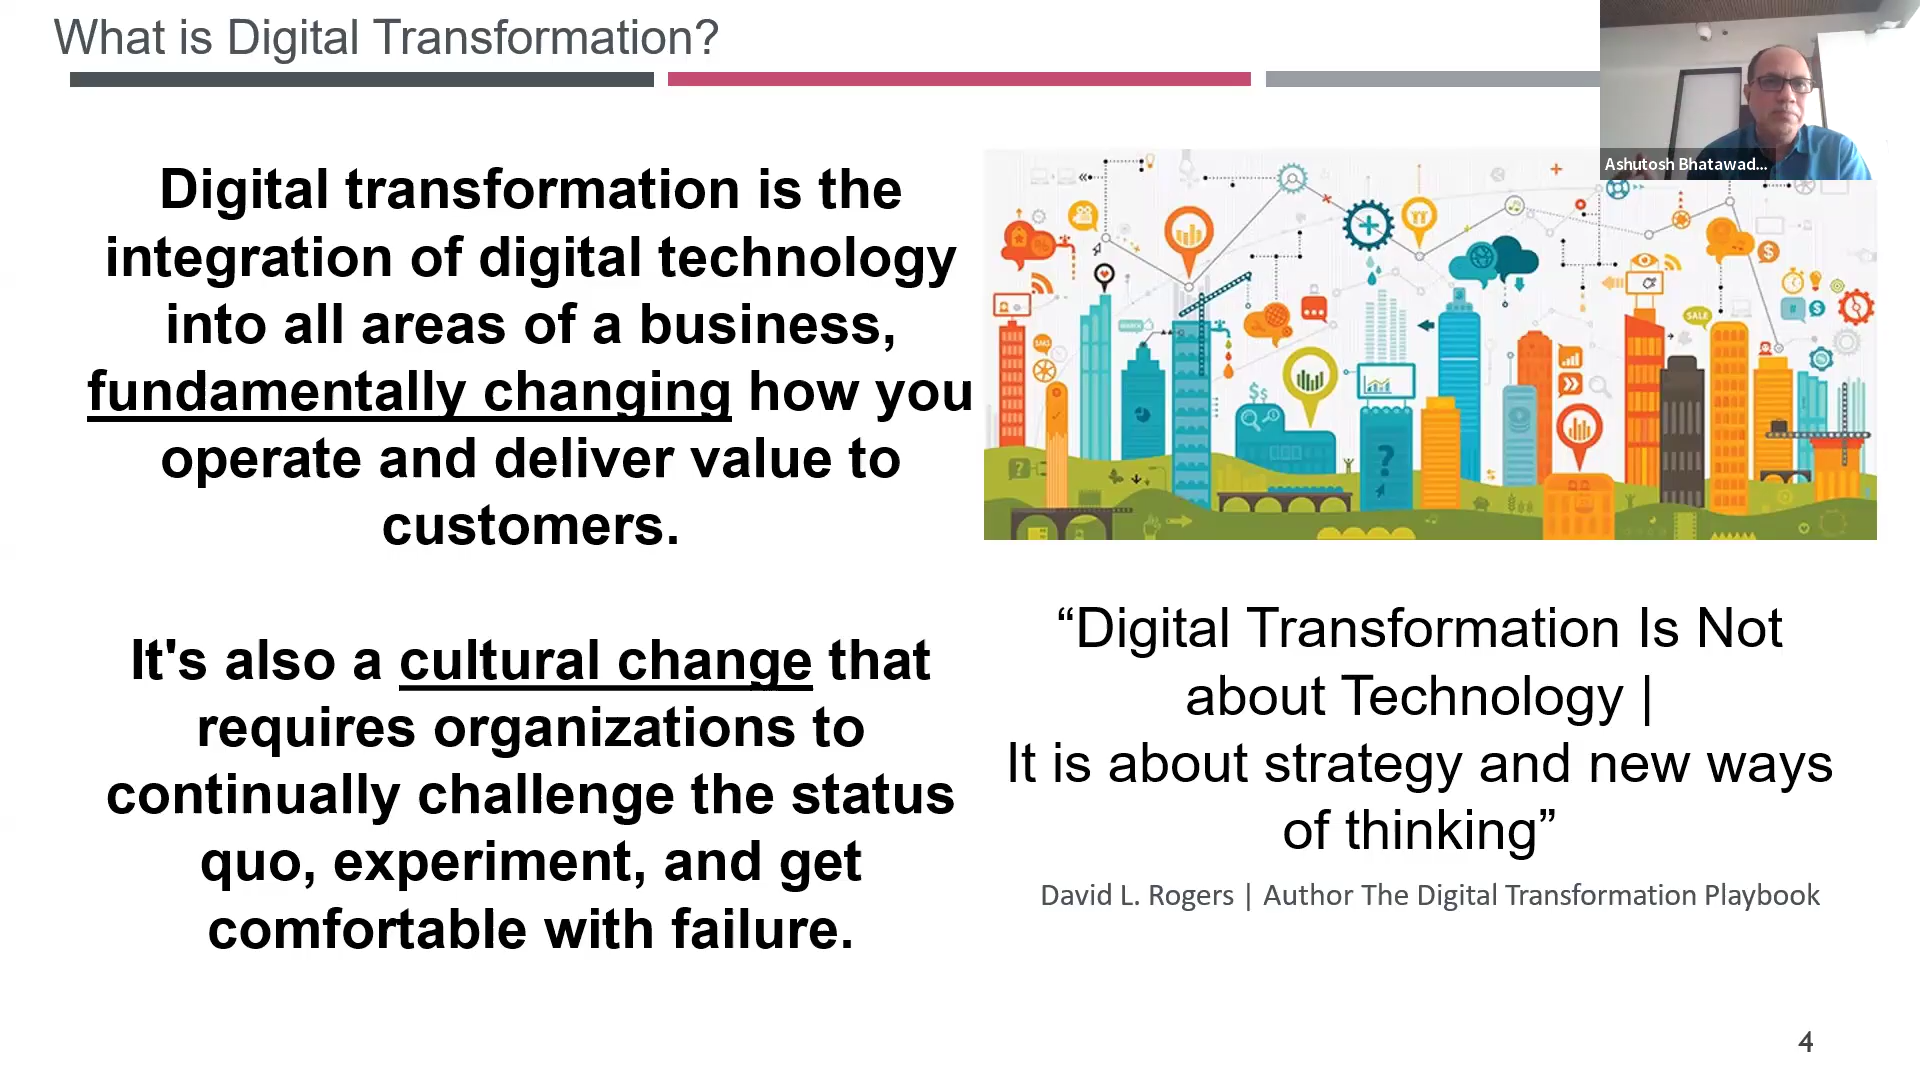 What is Digital Transformation?
Ashutosh Bhatawad...
Digital transformation is the
integration of digital technology
into all areas of a business,
fundamentally changing how you
operate and deliver value to
customers.
It's also a cultural change that
requires organizations to
continually challenge the status
quo, experiment, and get
comfortable with failure.
SALE
“Digital Transformation Is Not
about Technology |
It is about strategy and new ways
of thinking”
David L. Rogers | Author The Digital Transformation Playbook
4